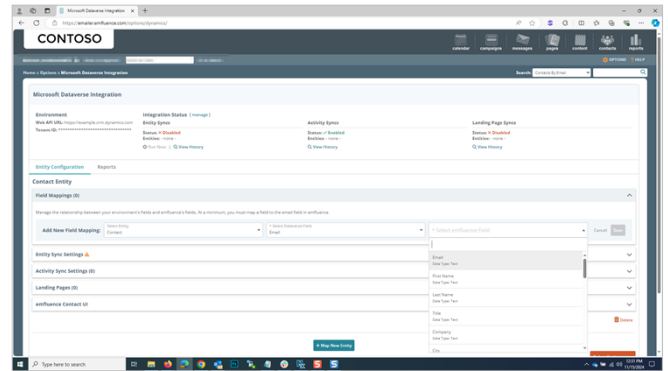 Microsoft Dataverse Integration
https://emailer.emfluence.com/options/dynamics/
CONTOSO
calendar campaigns messages pages content contacts reports
OPTIONS HELP
Home > Options > Microsoft Dataverse Integration
Search: Contacts By Email
Microsoft Dataverse Integration
Environment
Web API URL: https://example.crm.dynamics.com
Tenant ID: ********************************
Integration Status [manage]
Entity Syncs
Status: Disabled
Entities: - none -
Run Now | View History
Activity Syncs
Status: Enabled
Entities: - none -
View History
Landing Page Syncs
Status: Disabled
Entities: - none -
View History
Entity Configuration Reports
Contact Entity
Field Mappings (0)
Manage the relationship between your environment's fields and emfluence's fields. At a minimum, you must map a field to the email field in emfluence.
Add New Field Mapping:
Select Entity
Contact
* Select Dataverse Field
Email
* Select emfluence Field
Cancel Save
Email
Data Type: Text
First Name
Data Type: Text
Last Name
Data Type: Text
Title
Data Type: Text
Company
Data Type: Text
City
Entity Sync Settings
Activity Sync Settings (0)
Landing Pages (0)
emfluence Contact UI
Delete
+ Map New Entity
Type here to search
12:31 PM
11/15/2024